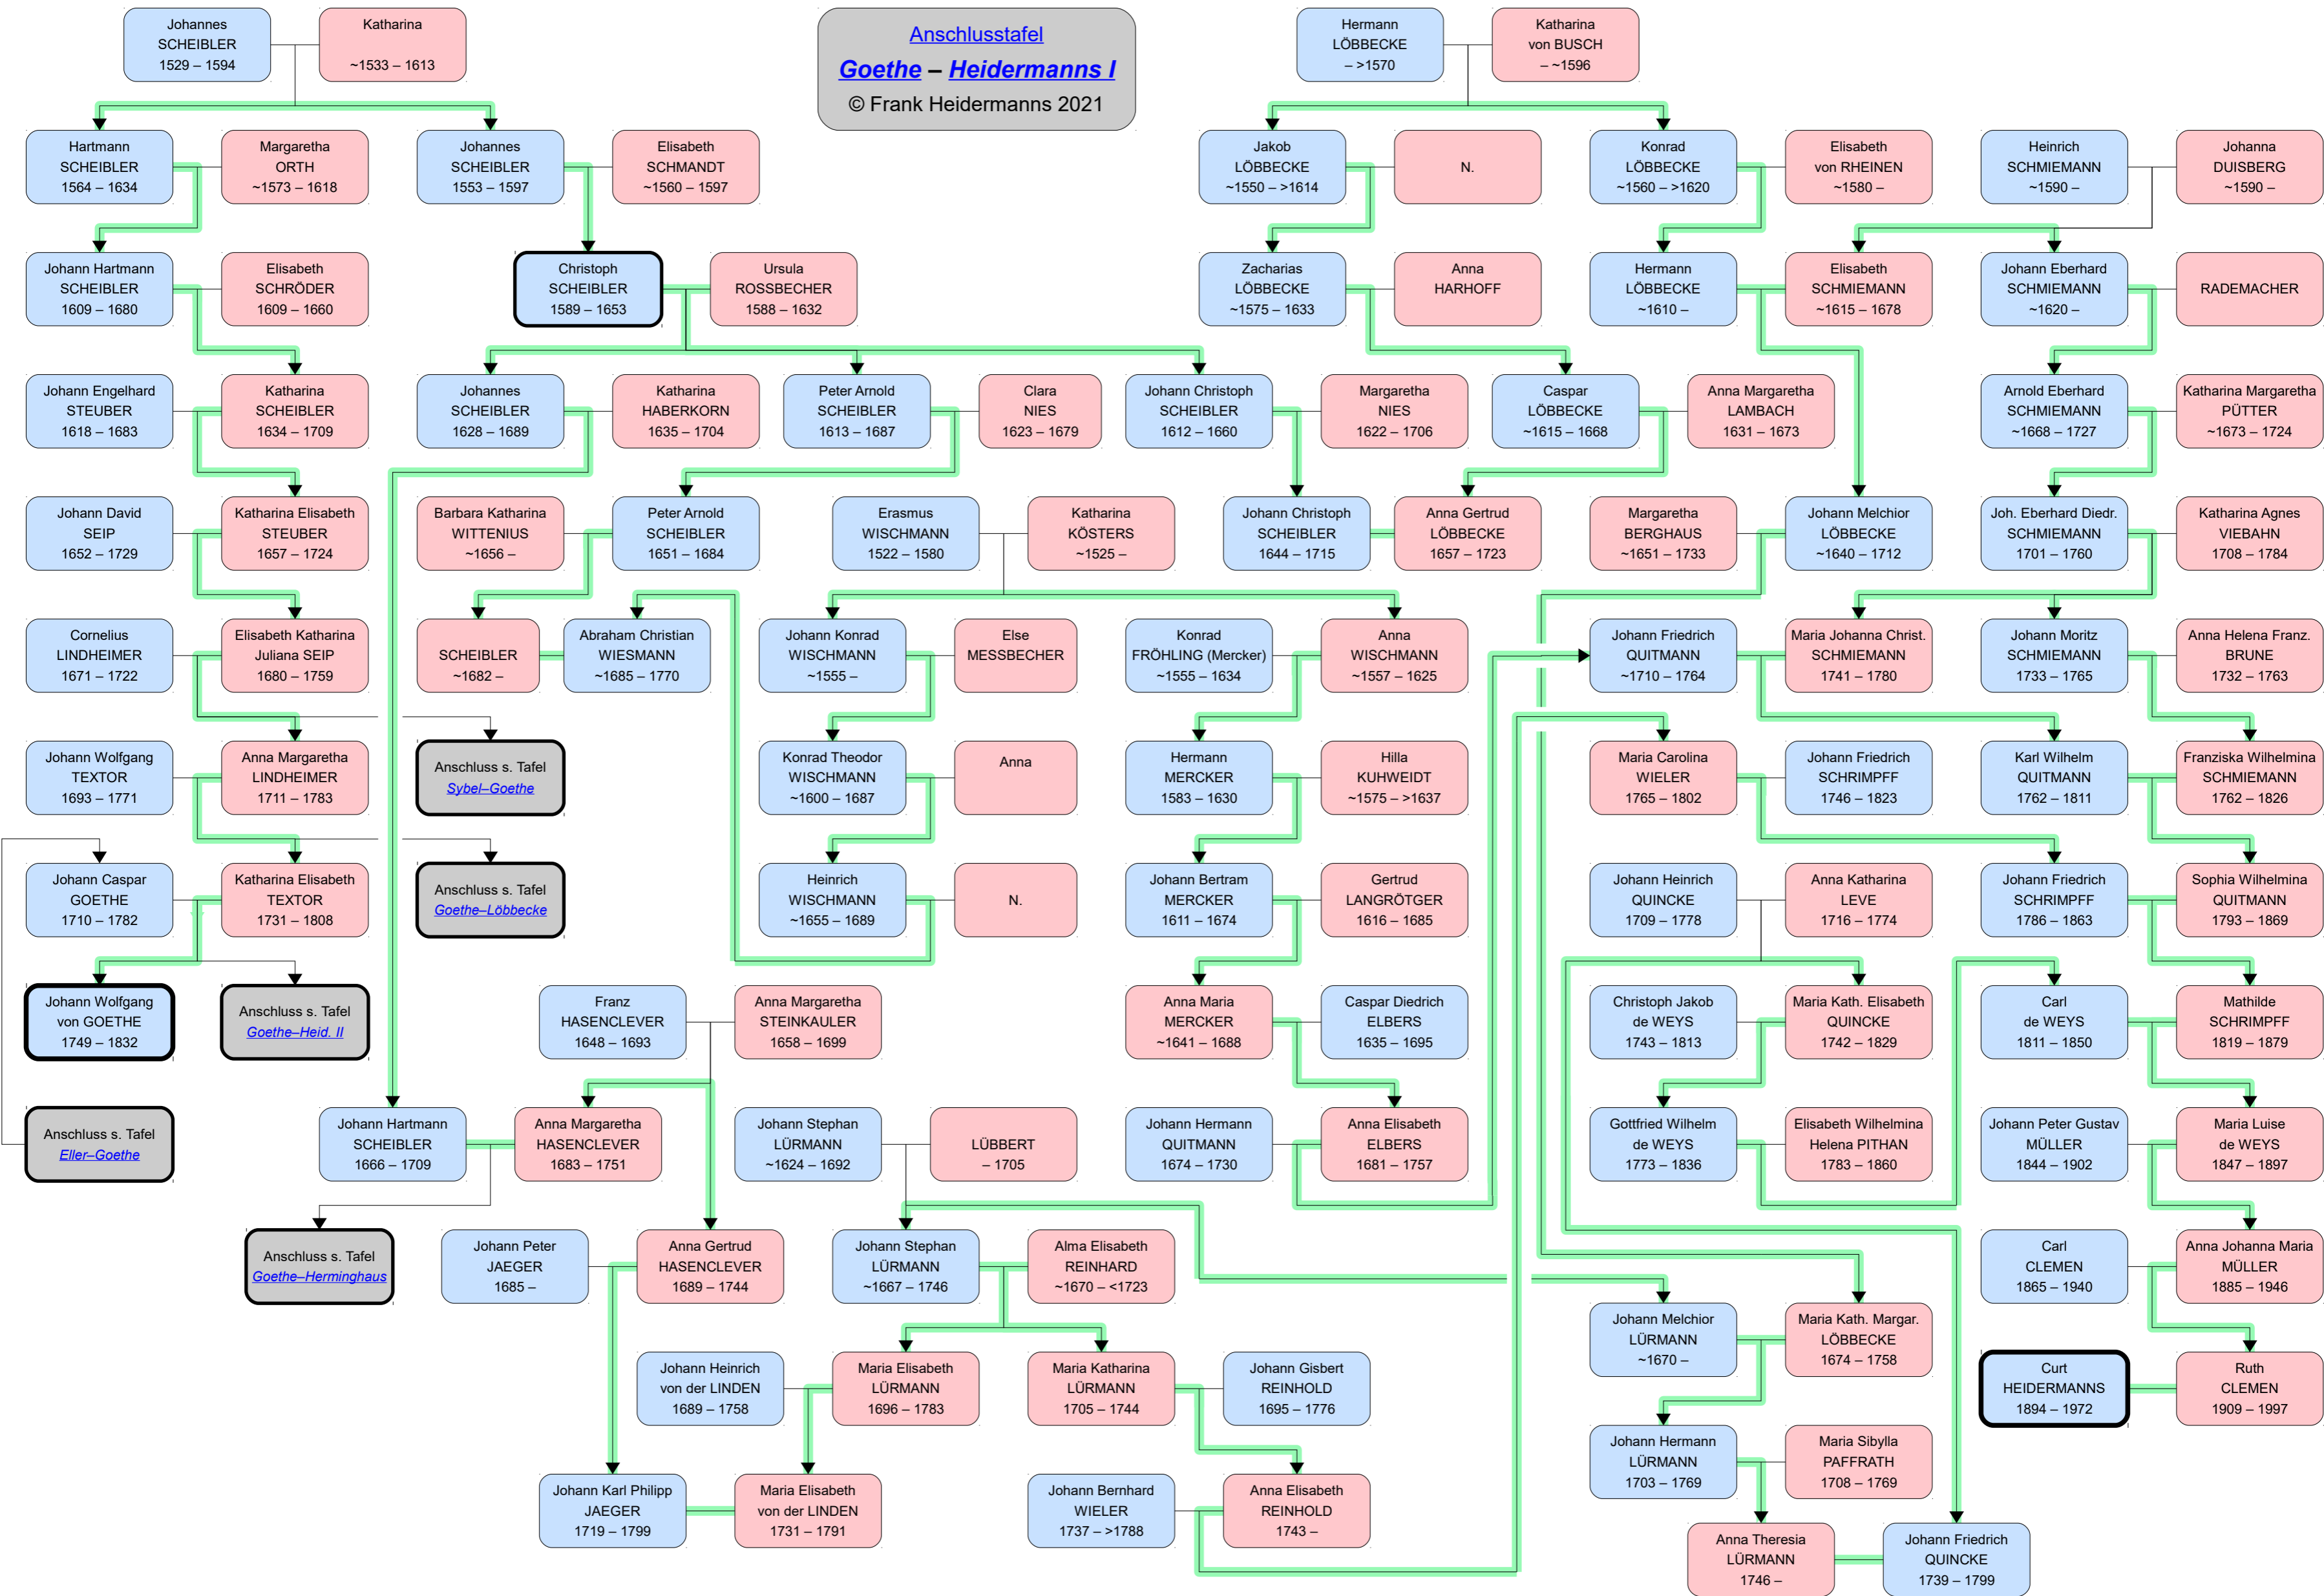 Johannes
SCHEIBLER
1529 – 1594
Katharina
~1533 – 1613
Anschlusstafel
Goethe – Heidermanns I
© Frank Heidermanns 2021
Hermann
LÖBBECKE
– >1570
Katharina
von BUSCH
– ~1596
Hartmann
SCHEIBLER
1564 – 1634
Margaretha
ORTH
~1573 – 1618
Johannes
SCHEIBLER
1553 – 1597
Elisabeth
SCHMANDT
~1560 – 1597
Jakob
LÖBBECKE
~1550 – >1614
N.
Konrad
LÖBBECKE
~1560 – >1620
Elisabeth
von RHEINEN
~1580 –
Heinrich
SCHMIEMANN
~1590 –
Johanna
DUISBERG
~1590 –
Johann Hartmann
SCHEIBLER
1609 – 1680
Elisabeth
SCHRÖDER
1609 – 1660
Christoph
SCHEIBLER
1589 – 1653
Ursula
ROSSBECHER
1588 – 1632
Zacharias
LÖBBECKE
~1575 – 1633
Anna
HARHOFF
Hermann
LÖBBECKE
~1610 –
Elisabeth
SCHMIEMANN
~1615 – 1678
Johann Eberhard
SCHMIEMANN
~1620 –
RADEMACHER
Johann Engelhard
STEUBER
1618 – 1683
Katharina
SCHEIBLER
1634 – 1709
Johannes
SCHEIBLER
1628 – 1689
Katharina
HABERKORN
1635 – 1704
Peter Arnold
SCHEIBLER
1613 – 1687
Clara
NIES
1623 – 1679
Johann Christoph
SCHEIBLER
1612 – 1660
Margaretha
NIES
1622 – 1706
Caspar
LÖBBECKE
~1615 – 1668
Anna Margaretha
LAMBACH
1631 – 1673
Arnold Eberhard
SCHMIEMANN
~1668 – 1727
Katharina Margaretha
PÜTTER
~1673 – 1724
Johann David
SEIP
1652 – 1729
Katharina Elisabeth
STEUBER
1657 – 1724
Barbara Katharina
WITTENIUS
~1656 –
Peter Arnold
SCHEIBLER
1651 – 1684
Erasmus
WISCHMANN
1522 – 1580
Katharina
KÖSTERS
~1525 –
Johann Christoph
SCHEIBLER
1644 – 1715
Anna Gertrud
LÖBBECKE
1657 – 1723
Margaretha
BERGHAUS
~1651 – 1733
Johann Melchior
LÖBBECKE
~1640 – 1712
Joh. Eberhard Diedr.
SCHMIEMANN
1701 – 1760
Katharina Agnes
VIEBAHN
1708 – 1784
Cornelius
LINDHEIMER
1671 – 1722
Elisabeth Katharina
Juliana SEIP
1680 – 1759
SCHEIBLER
~1682 –
Abraham Christian
WIESMANN
~1685 – 1770
Johann Konrad
WISCHMANN
~1555 –
Else
MESSBECHER
Konrad
FRÖHLING (Mercker)
~1555 – 1634
Anna
WISCHMANN
~1557 – 1625
Johann Friedrich
QUITMANN
~1710 – 1764
Maria Johanna Christ.
SCHMIEMANN
1741 – 1780
Johann Moritz
SCHMIEMANN
1733 – 1765
Anna Helena Franz.
BRUNE
1732 – 1763
Johann Wolfgang
TEXTOR
1693 – 1771
Anna Margaretha
LINDHEIMER
1711 – 1783
Anschluss s. Tafel
Sybel–Goethe
Konrad Theodor
WISCHMANN
~1600 – 1687
Anna
Hermann
MERCKER
1583 – 1630
Hilla
KUHWEIDT
~1575 – >1637
Maria Carolina
WIELER
1765 – 1802
Johann Friedrich
SCHRIMPFF
1746 – 1823
Karl Wilhelm
QUITMANN
1762 – 1811
Franziska Wilhelmina
SCHMIEMANN
1762 – 1826
Johann Caspar
GOETHE
1710 – 1782
Katharina Elisabeth
TEXTOR
1731 – 1808
Anschluss s. Tafel
Goethe–Löbbecke
Heinrich
WISCHMANN
~1655 – 1689
N.
Johann Bertram
MERCKER
1611 – 1674
Gertrud
LANGRÖTGER
1616 – 1685
Johann Heinrich
QUINCKE
1709 – 1778
Anna Katharina
LEVE
1716 – 1774
Johann Friedrich
SCHRIMPFF
1786 – 1863
Sophia Wilhelmina
QUITMANN
1793 – 1869
Johann Wolfgang
von GOETHE
1749 – 1832
Anschluss s. Tafel
Goethe–Heid. II
Franz
HASENCLEVER
1648 – 1693
Anna Margaretha
STEINKAULER
1658 – 1699
Anna Maria
MERCKER
~1641 – 1688
Caspar Diedrich
ELBERS
1635 – 1695
Christoph Jakob
de WEYS
1743 – 1813
Maria Kath. Elisabeth
QUINCKE
1742 – 1829
Carl
de WEYS
1811 – 1850
Mathilde
SCHRIMPFF
1819 – 1879
Anschluss s. Tafel
Eller–Goethe
Johann Hartmann
SCHEIBLER
1666 – 1709
Anna Margaretha
HASENCLEVER
1683 – 1751
Johann Stephan
LÜRMANN
~1624 – 1692
LÜBBERT
– 1705
Johann Hermann
QUITMANN
1674 – 1730
Anna Elisabeth
ELBERS
1681 – 1757
Gottfried Wilhelm
de WEYS
1773 – 1836
Elisabeth Wilhelmina
Helena PITHAN
1783 – 1860
Johann Peter Gustav
MÜLLER
1844 – 1902
Maria Luise
de WEYS
1847 – 1897
Anschluss s. Tafel
Goethe–Herminghaus
Johann Peter
JAEGER
1685 –
Anna Gertrud
HASENCLEVER
1689 – 1744
Johann Stephan
LÜRMANN
~1667 – 1746
Alma Elisabeth
REINHARD
~1670 – <1723
Carl
CLEMEN
1865 – 1940
Anna Johanna Maria
MÜLLER
1885 – 1946
Johann Melchior
LÜRMANN
~1670 –
Maria Kath. Margar.
LÖBBECKE
1674 – 1758
Johann Heinrich
von der LINDEN
1689 – 1758
Maria Elisabeth
LÜRMANN
1696 – 1783
Maria Katharina
LÜRMANN
1705 – 1744
Johann Gisbert
REINHOLD
1695 – 1776
Curt
HEIDERMANNS
1894 – 1972
Ruth
CLEMEN
1909 – 1997
Johann Hermann
LÜRMANN
1703 – 1769
Maria Sibylla
PAFFRATH
1708 – 1769
Johann Karl Philipp
JAEGER
1719 – 1799
Maria Elisabeth
von der LINDEN
1731 – 1791
Johann Bernhard
WIELER
1737 – >1788
Anna Elisabeth
REINHOLD
1743 –
Anna Theresia
LÜRMANN
1746 –
Johann Friedrich
QUINCKE
1739 – 1799